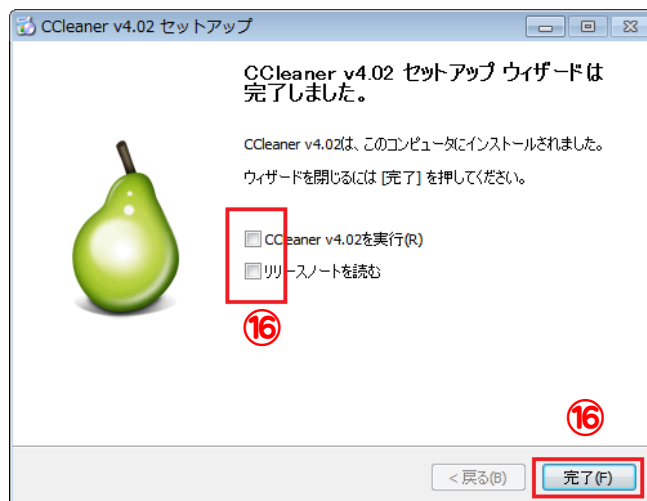 CCleaner v4.02 セットアップ
CCleaner v4.02 セットアップ ウィザードは
完了しました。
CCleaner v4.02は、このコンピュータにインストールされました。
ウィザードを閉じるには [完了] を押してください。
CCleaner v4.02を実行(R)
リリースノートを読む
⑯
⑯
< 戻る(B)
完了(F)